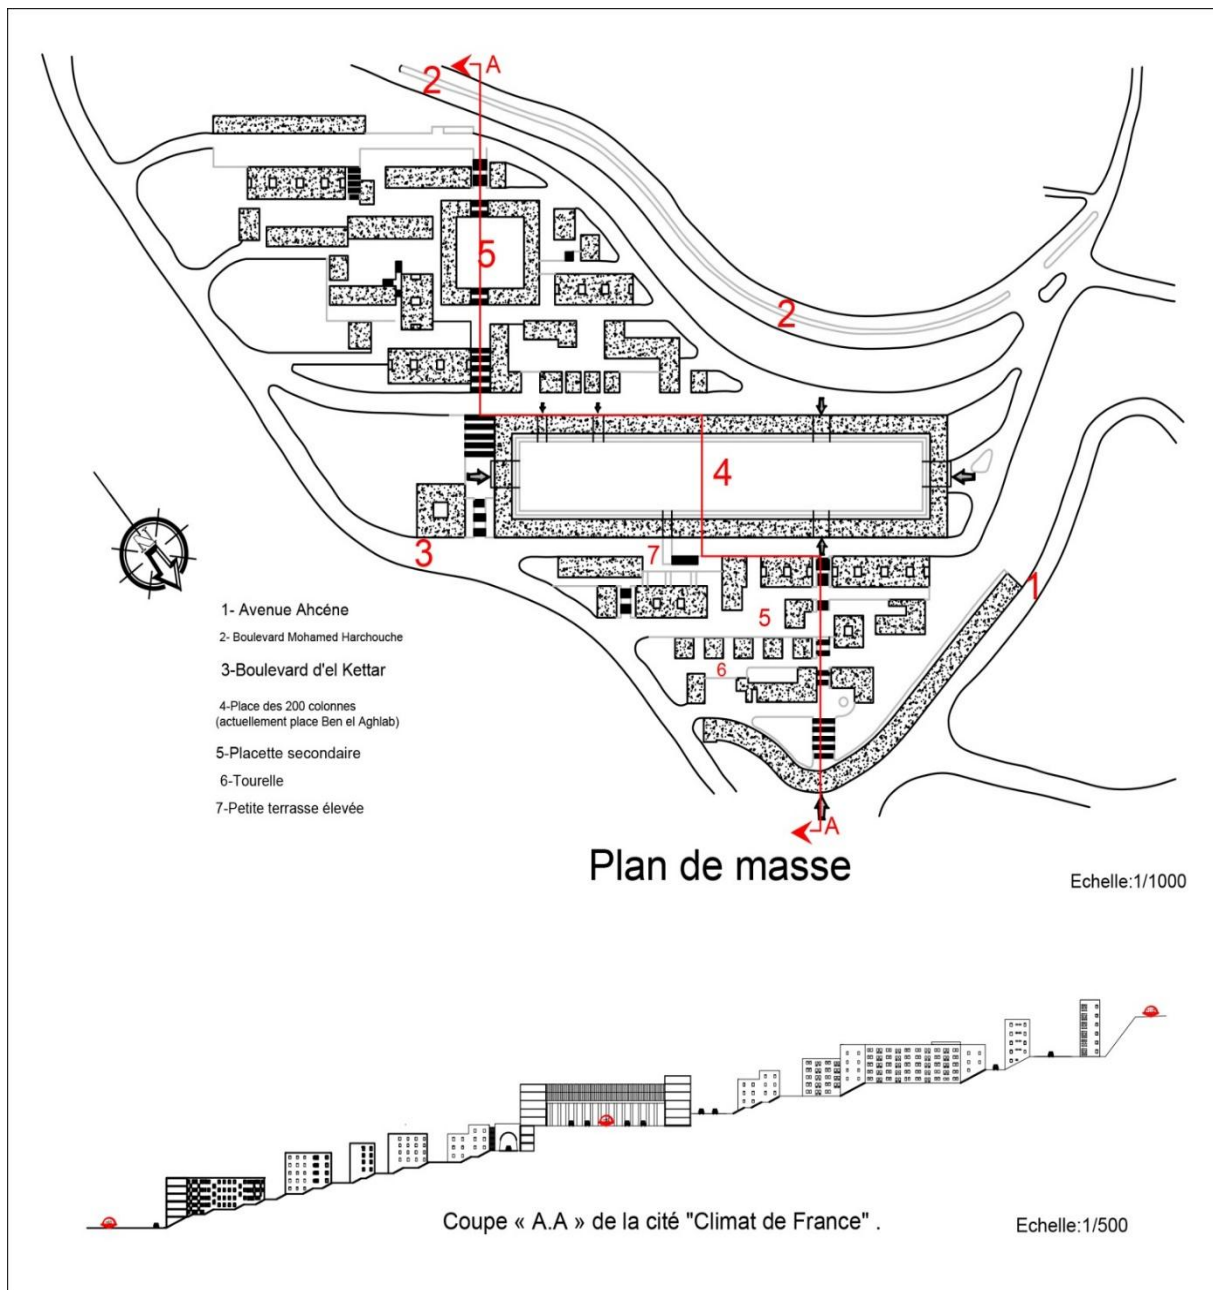 2
A
5
2
4
3
7
1
5
6
1- Avenue Ahcéne
2- Boulevard Mohamed Harchouche
3-Boulevard d'el Kettar
4-Place des 200 colonnes
(actuellement place Ben el Aghlab)
5-Placette secondaire
6-Tourelle
7-Petite terrasse élevée
A
Plan de masse
Echelle:1/1000
Coupe « A.A » de la cité "Climat de France" .
Echelle:1/500